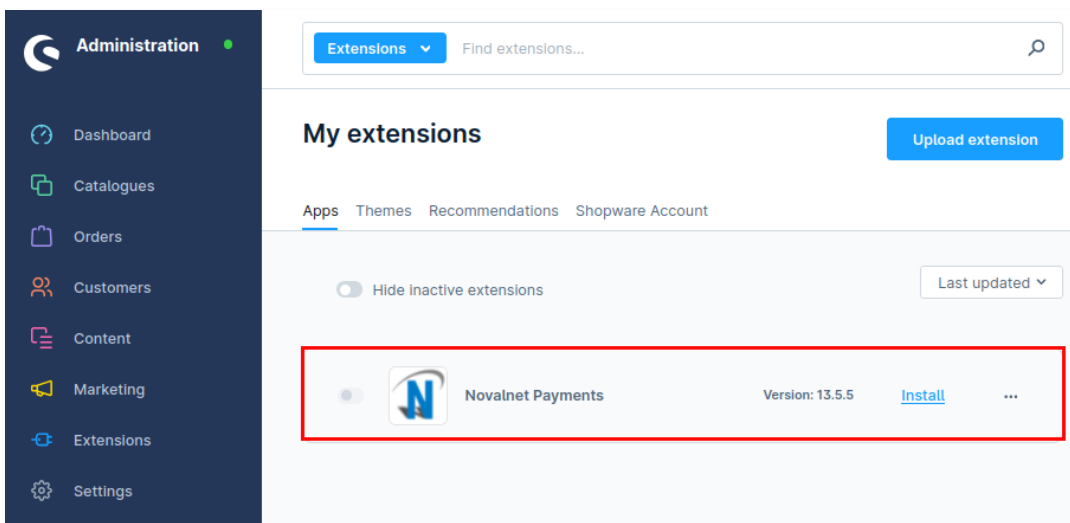 Administration
Extensions
Find extensions...
Dashboard
Catalogues
Orders
Customers
Content
Marketing
Extensions
Settings
My extensions
Upload extension
Apps Themes Recommendations Shopware Account
Hide inactive extensions
Last updated
N Novalnet Payments Version: 13.5.5 Install ...